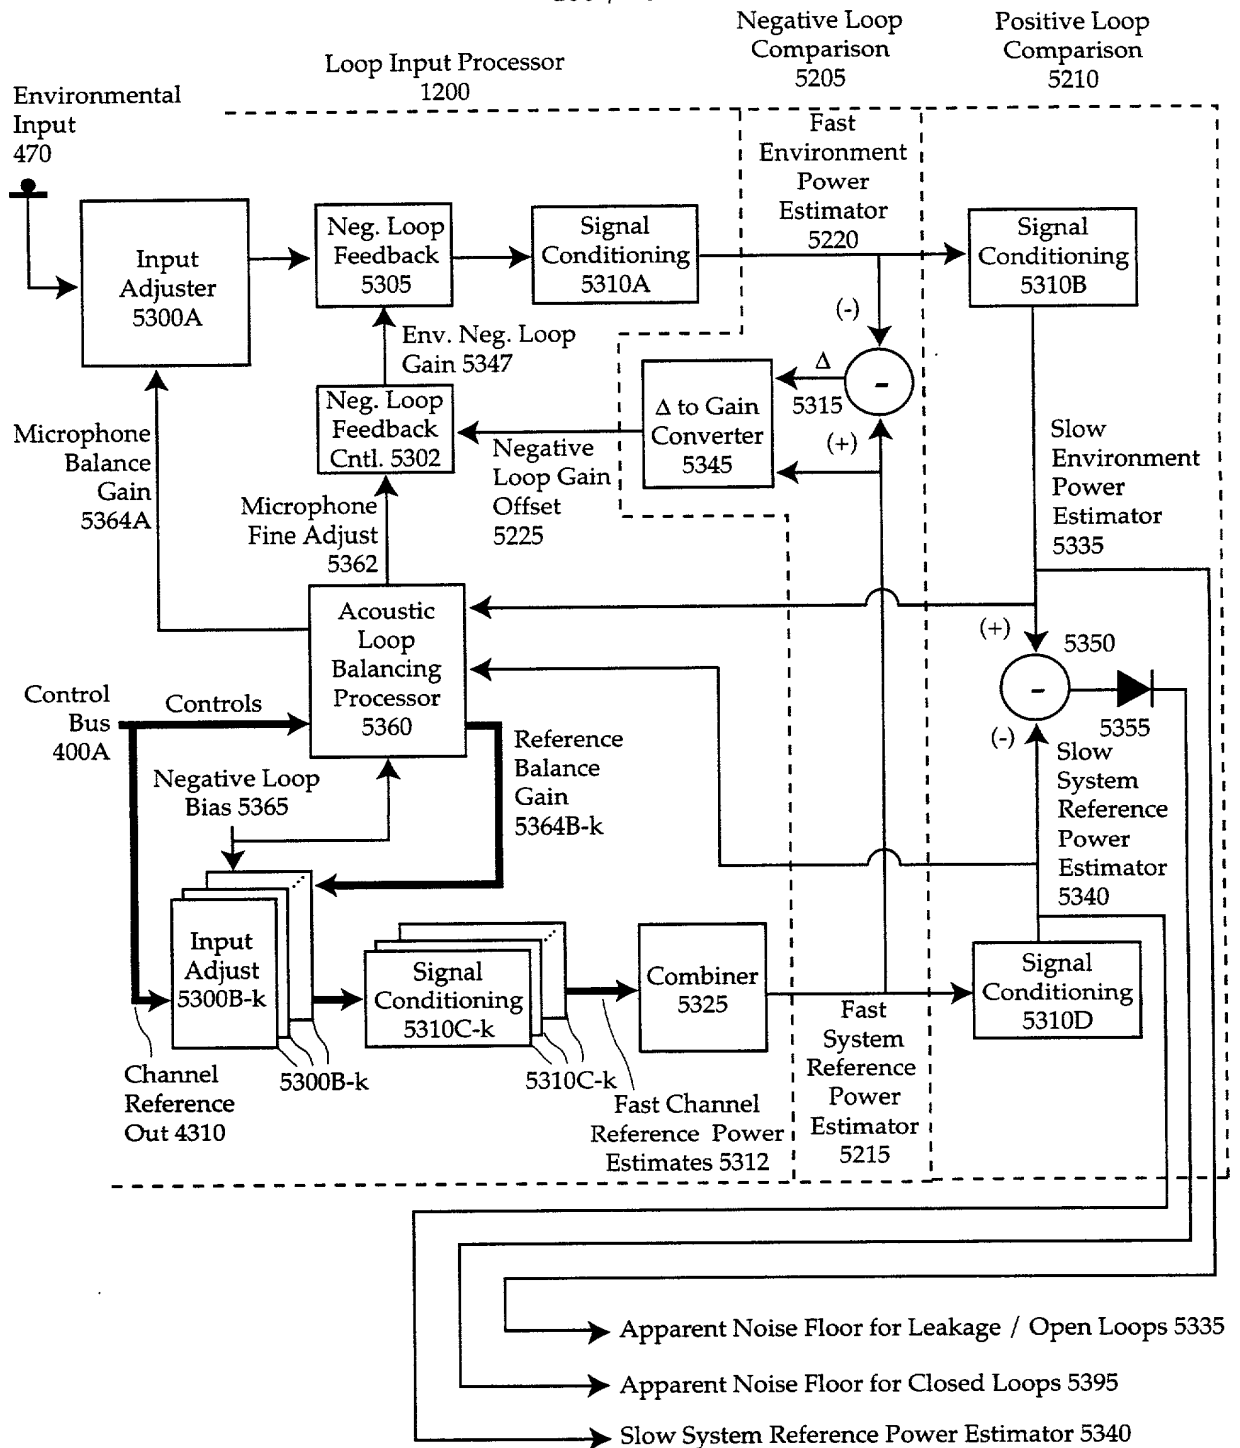 Negative Loop
Comparison
5205
Positive Loop
Comparison
5210
Loop Input Processor
1200
Environmental
Input
470
Fast
Environment
Power
Estimator
5220
Input
Adjuster
5300A
Neg. Loop
Feedback
5305
Signal
Conditioning
5310A
Signal
Conditioning
5310B
(-)
Env. Neg. Loop
Gain 5347
Δ
-
5315
Δ to Gain
Converter
5345
(+)
Neg. Loop
Feedback
Cntl. 5302
Negative
Loop Gain
Offset
5225
Microphone
Balance
Gain
5364A
Microphone
Fine Adjust
5362
Slow
Environment
Power
Estimator
5335
Acoustic
Loop
Balancing
Processor
5360
(+)
5350
-
5355
(-)
Control
Bus
400A
Controls
Reference
Balance
Gain
5364B-k
Slow
System
Reference
Power
Estimator
5340
Negative Loop
Bias 5365
Input
Adjust
5300B-k
Signal
Conditioning
5310C-k
Combiner
5325
Signal
Conditioning
5310D
5300B-k
5310C-k
Channel
Reference
Out 4310
Fast Channel
Reference Power
Estimates 5312
Fast
System
Reference
Power
Estimator
5215
Apparent Noise Floor for Leakage / Open Loops 5335
Apparent Noise Floor for Closed Loops 5395
Slow System Reference Power Estimator 5340